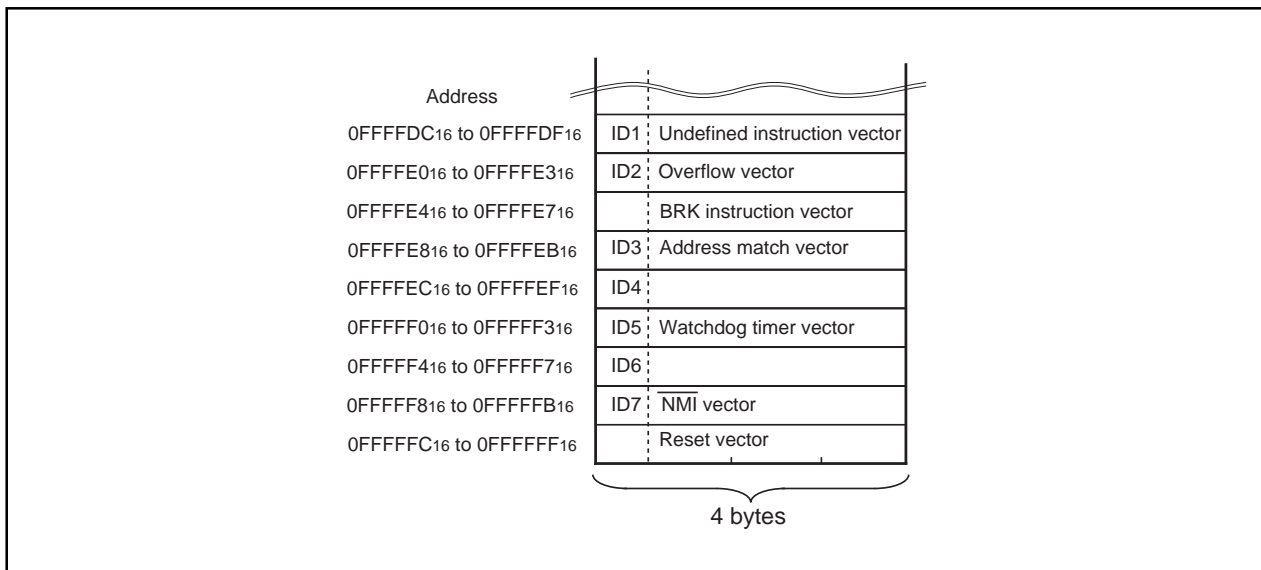 Address
0FFFFDC16 to 0FFFFDF16 ID1 Undefined instruction vector
0FFFFE016 to 0FFFFE316 ID2 Overflow vector
0FFFFE416 to 0FFFFE716 BRK instruction vector
0FFFFE816 to 0FFFFEB16 ID3 Address match vector
0FFFFEC16 to 0FFFFEF16 ID4
0FFFFF016 to 0FFFFF316 ID5 Watchdog timer vector
0FFFFF416 to 0FFFFF716 ID6
0FFFFF816 to 0FFFFFB16 ID7 N̅M̅I̅ vector
0FFFFFC16 to 0FFFFFF16 Reset vector
4 bytes